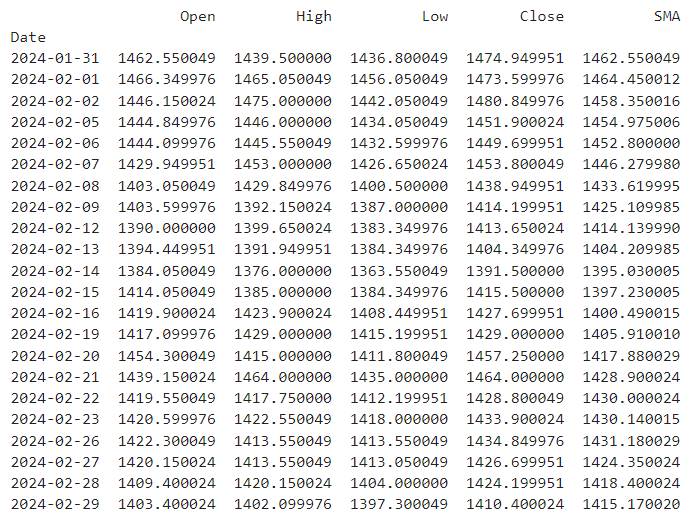 Open High Low Close SMA
Date
2024-01-31 1462.550049 1439.500000 1436.800049 1474.949951 1462.550049
2024-02-01 1466.349976 1465.050049 1456.050049 1473.599976 1464.450012
2024-02-02 1446.150024 1475.000000 1442.050049 1480.849976 1458.350016
2024-02-05 1444.849976 1446.000000 1434.050049 1451.900024 1454.975006
2024-02-06 1444.099976 1445.550049 1432.599976 1449.699951 1452.800000
2024-02-07 1429.949951 1453.000000 1426.650024 1453.800049 1446.279980
2024-02-08 1403.050049 1429.849976 1400.500000 1438.949951 1433.619995
2024-02-09 1403.599976 1392.150024 1387.000000 1414.199951 1425.109985
2024-02-12 1390.000000 1399.650024 1383.349976 1413.650024 1414.139990
2024-02-13 1394.449951 1391.949951 1384.349976 1404.349976 1404.209985
2024-02-14 1384.050049 1376.000000 1363.550049 1391.500000 1395.030005
2024-02-15 1414.050049 1385.000000 1384.349976 1415.500000 1397.230005
2024-02-16 1419.900024 1423.900024 1408.449951 1427.699951 1400.490015
2024-02-19 1417.099976 1429.000000 1415.199951 1429.000000 1405.910010
2024-02-20 1454.300049 1415.000000 1411.800049 1457.250000 1417.880029
2024-02-21 1439.150024 1464.000000 1435.000000 1464.000000 1428.900024
2024-02-22 1419.550049 1417.750000 1412.199951 1428.800049 1430.000024
2024-02-23 1420.599976 1422.550049 1418.000000 1433.900024 1430.140015
2024-02-26 1422.300049 1413.550049 1413.550049 1434.849976 1431.180029
2024-02-27 1420.150024 1413.550049 1413.050049 1426.699951 1424.350024
2024-02-28 1409.400024 1420.150024 1404.000000 1424.199951 1418.400024
2024-02-29 1403.400024 1402.099976 1397.300049 1410.400024 1415.170020